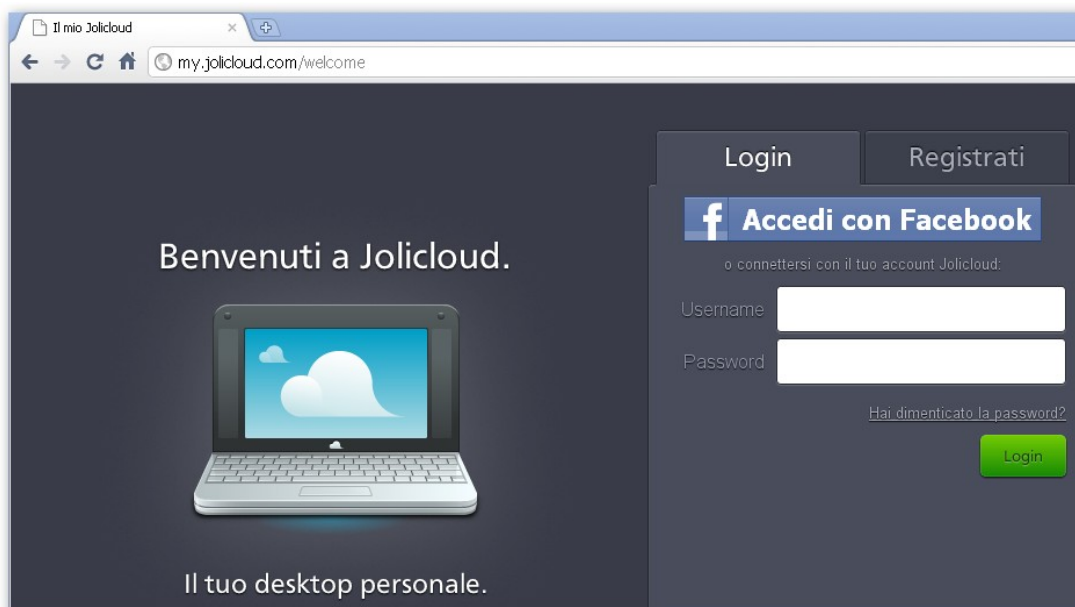 Il mio Jolicloud
my.jolicloud.com/welcome
Login
Registrati
f Accedi con Facebook
o connettersi con il tuo account Jolicloud:
Username
Password
Hai dimenticato la password?
Login
Benvenuti a Jolicloud.
Il tuo desktop personale.